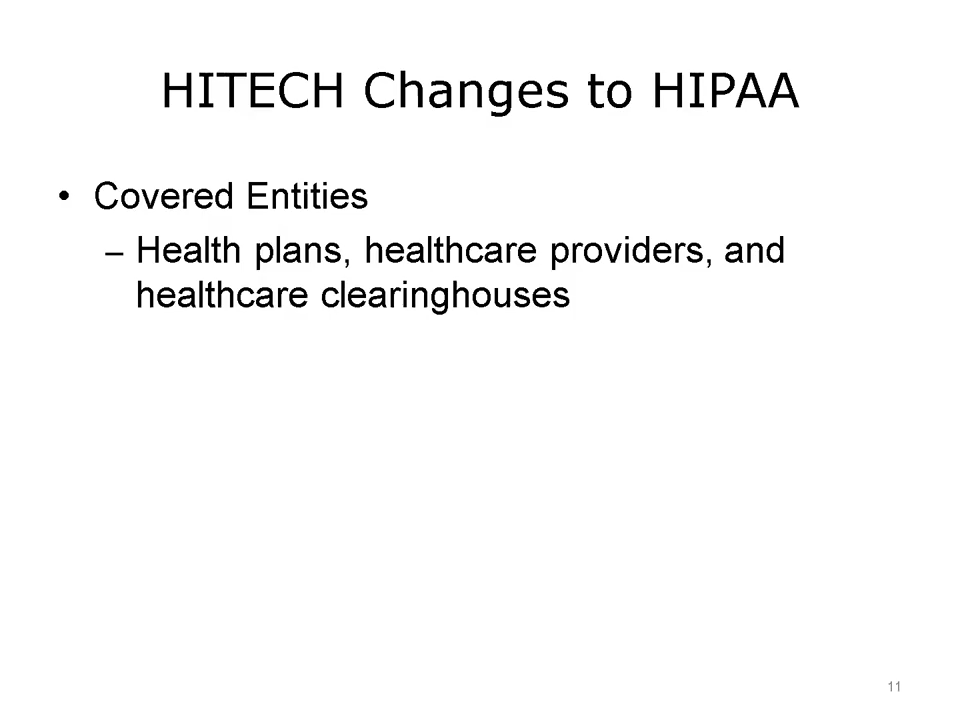 HITECH Changes to HIPAA
• Covered Entities
– Health plans, healthcare providers, and
healthcare clearinghouses
11